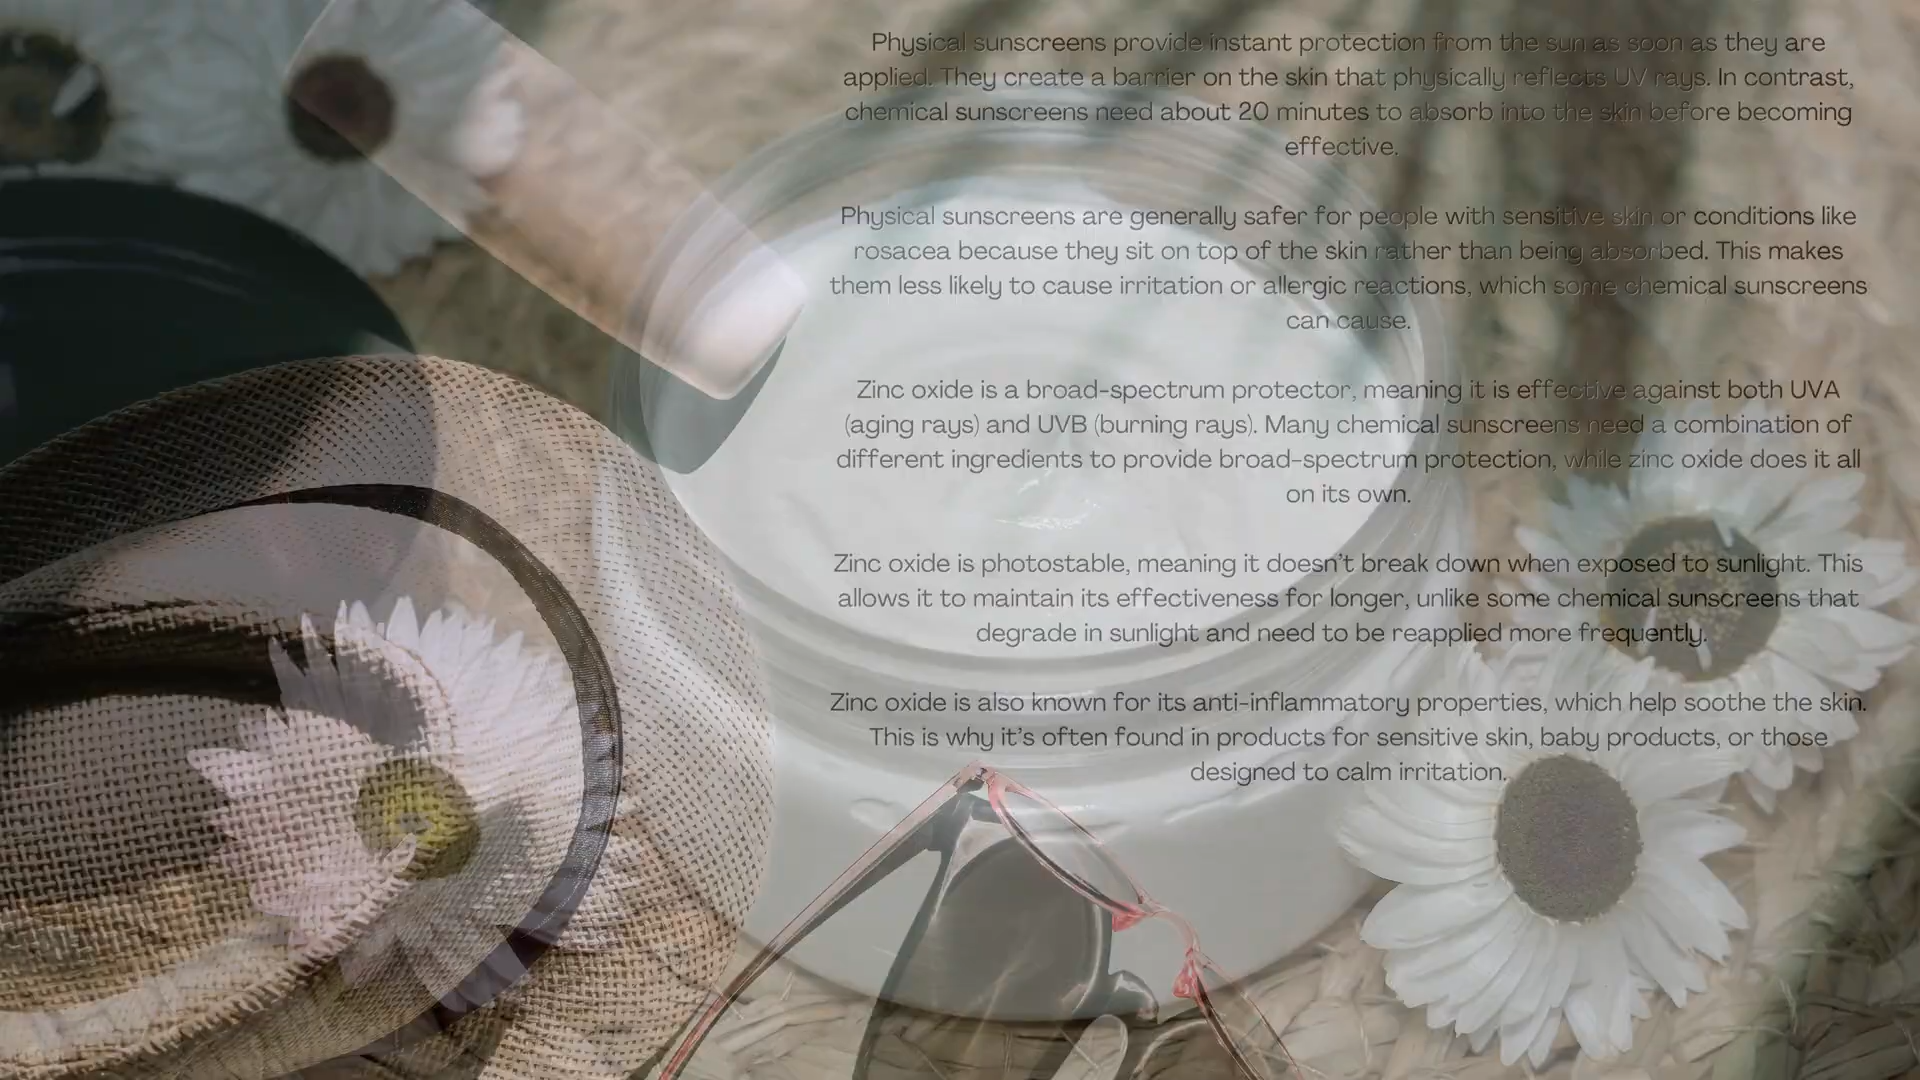 Physical sunscreens provide instant protection from the sun as soon as they are
applied. They create a barrier on the skin that physically reflects UV rays. In contrast,
chemical sunscreens need about 20 minutes to absorb into the skin before becoming
effective.
Physical sunscreens are generally safer for people with sensitive skin or conditions like
rosacea because they sit on top of the skin rather than being absorbed. This makes
them less likely to cause irritation or allergic reactions, which some chemical sunscreens
can cause.
Zinc oxide is a broad-spectrum protector, meaning it is effective against both UVA
(aging rays) and UVB (burning rays). Many chemical sunscreens need a combination of
different ingredients to provide broad-spectrum protection, while zinc oxide does it all
on its own.
Zinc oxide is photostable, meaning it doesn't break down when exposed to sunlight. This
allows it to maintain its effectiveness for longer, unlike some chemical sunscreens that
degrade in sunlight and need to be reapplied more frequently.
Zinc oxide is also known for its anti-inflammatory properties, which help soothe the skin.
This is why it's often found in products for sensitive skin, baby products, or those
designed to calm irritation.